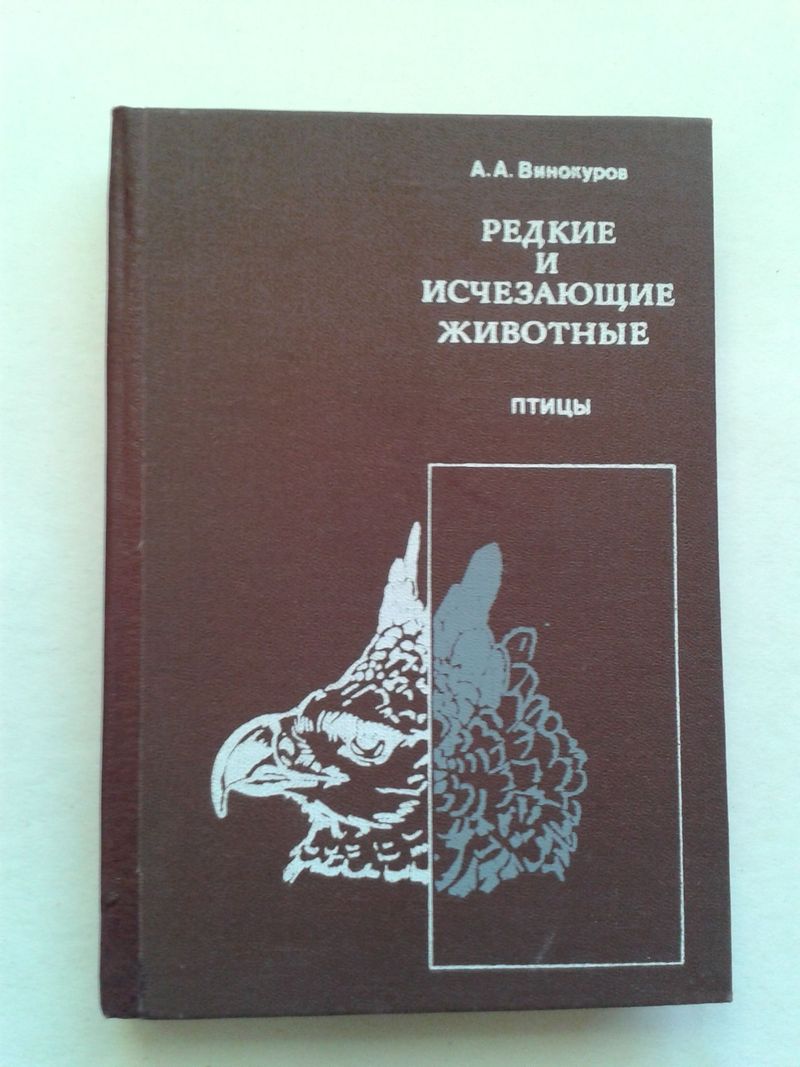 А. А. Винокуров
РЕДКИЕ
И
ИСЧЕЗАЮЩИЕ
ЖИВОТНЫЕ
ПТИЦЫ